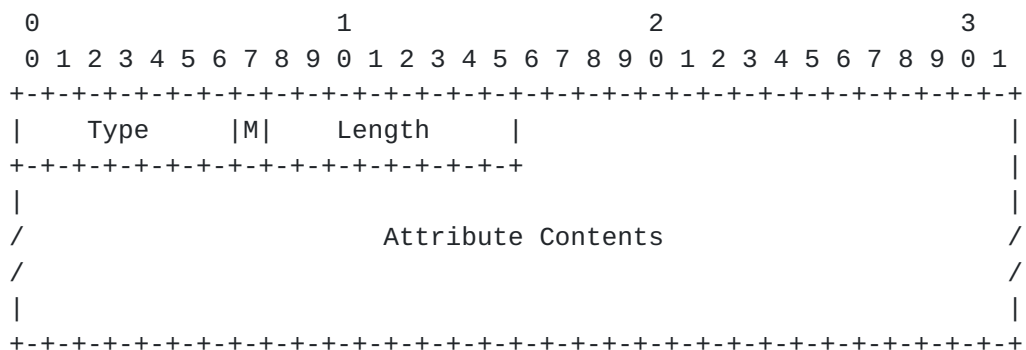 0                   1                   2                   3
 0 1 2 3 4 5 6 7 8 9 0 1 2 3 4 5 6 7 8 9 0 1 2 3 4 5 6 7 8 9 0 1
+-+-+-+-+-+-+-+-+-+-+-+-+-+-+-+-+-+-+-+-+-+-+-+-+-+-+-+-+-+-+-+-+
|    Type     |M|    Length     |                               |
+-+-+-+-+-+-+-+-+-+-+-+-+-+-+-+-+                               |
|                                                               |
/                       Attribute Contents                      /
/                                                               /
|                                                               |
+-+-+-+-+-+-+-+-+-+-+-+-+-+-+-+-+-+-+-+-+-+-+-+-+-+-+-+-+-+-+-+-+